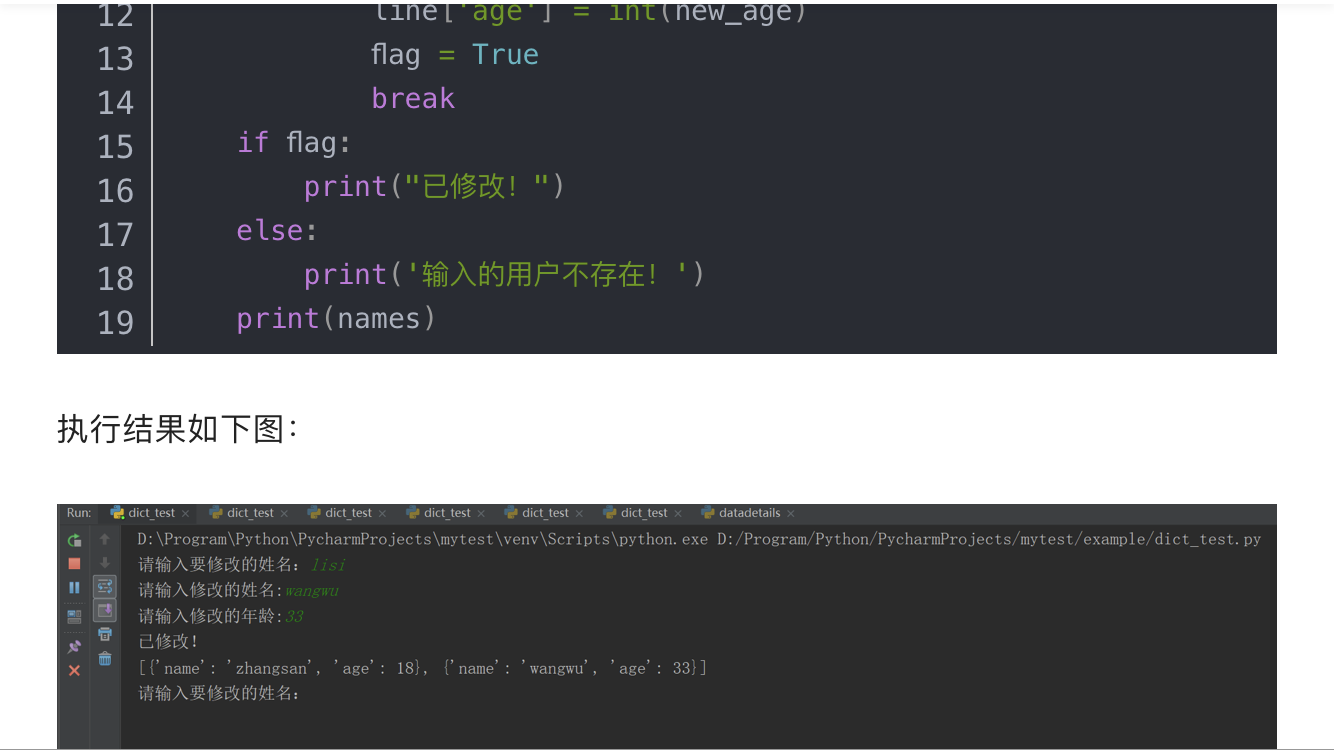 12 line['age'] = int(new_age)
13 flag = True
14 break
15 if flag:
16 print("已修改！")
17 else:
18 print('输入的用户不存在！')
19 print(names)
执行结果如下图：
Run: dict_test × dict_test × dict_test × dict_test × dict_test × dict_test × datadetails ×
D:\Program\Python\PycharmProjects\mytest\venv\Scripts\python.exe D:/Program/Python/PycharmProjects/mytest/example/dict_test.py
请输入要修改的姓名：lisi
请输入修改的姓名:wangwu
请输入修改的年龄:33
已修改！
[{'name': 'zhangsan', 'age': 18}, {'name': 'wangwu', 'age': 33}]
请输入要修改的姓名：